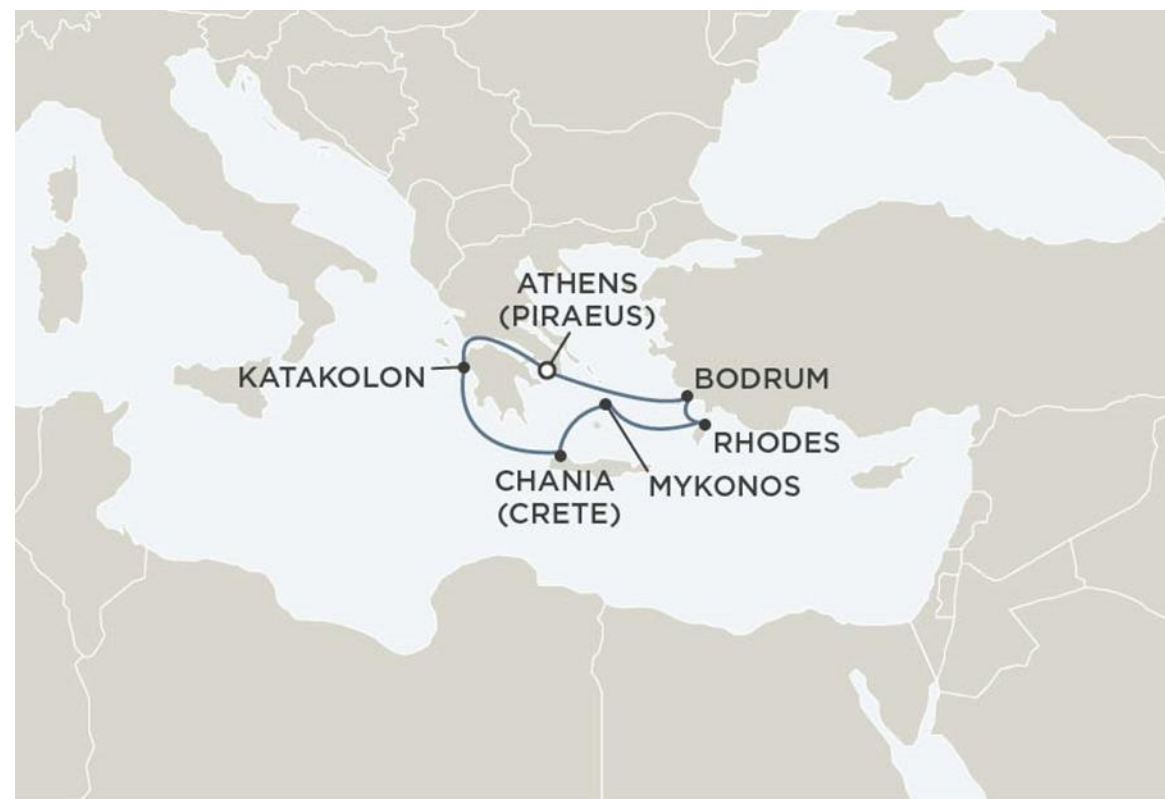 ATHENS
(PIRAEUS)
KATAKOLON
BODRUM
RHODES
CHANIA
(CRETE)
MYKONOS